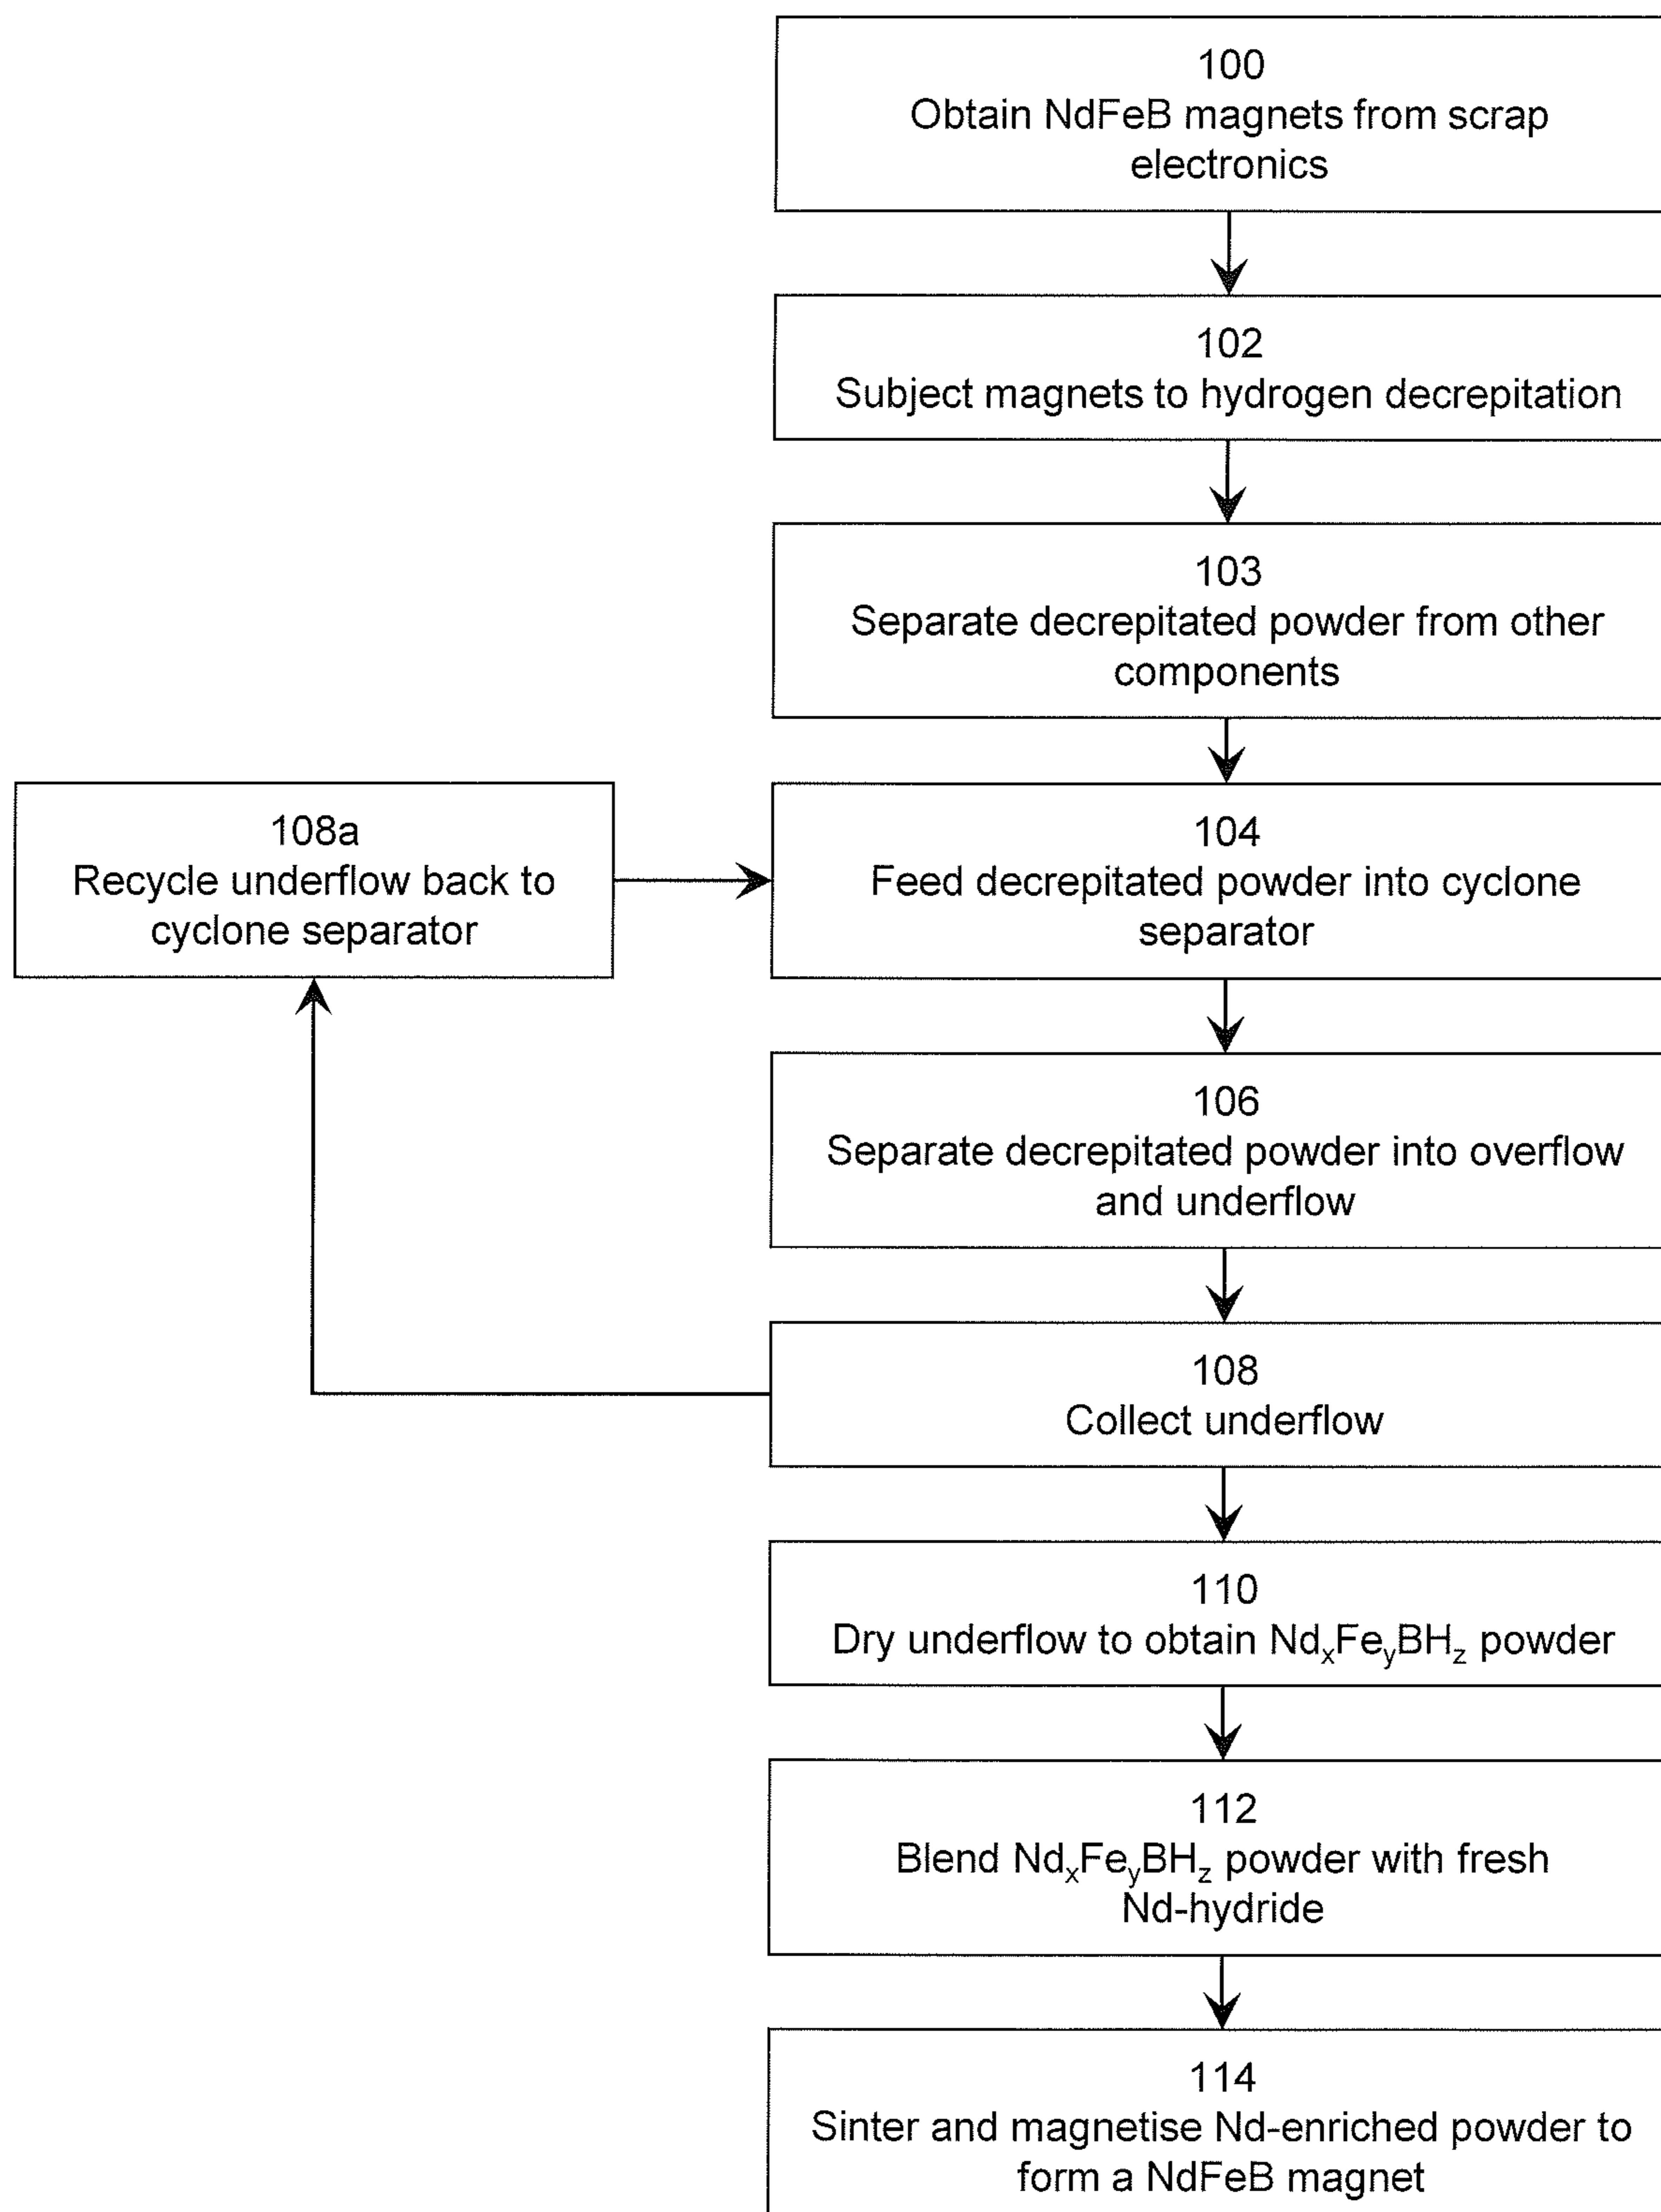 100
Obtain NdFeB magnets from scrap
electronics
102
Subject magnets to hydrogen decrepitation
103
Separate decrepitated powder from other
components
108a
Recycle underflow back to
cyclone separator
104
Feed decrepitated powder into cyclone
separator
106
Separate decrepitated powder into overflow
and underflow
108
Collect underflow
110
Dry underflow to obtain NdₓFeᵧBH_z powder
112
Blend NdₓFeᵧBH_z powder with fresh
Nd-hydride
114
Sinter and magnetise Nd-enriched powder to
form a NdFeB magnet